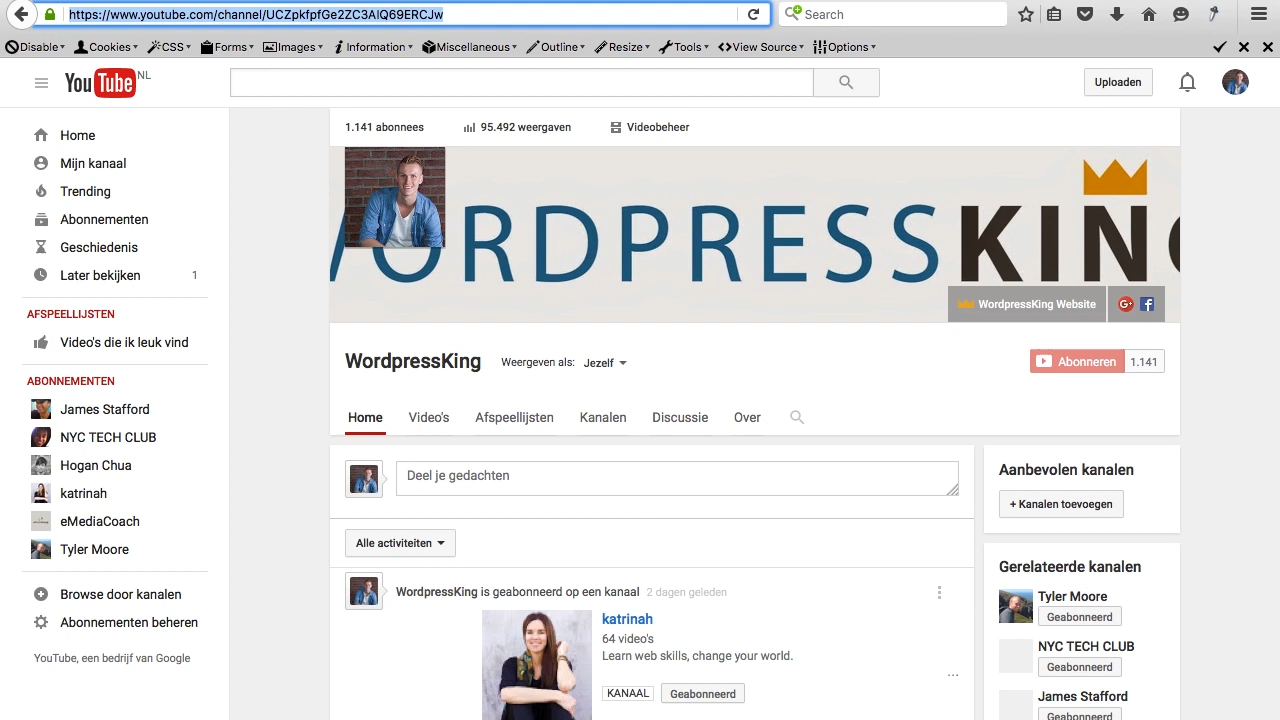 https://www.youtube.com/channel/UCZpkfpfGe2ZC3AlQ69ERCJw
Search
Disable Cookies CSS Forms Images Information Miscellaneous Outline Resize Tools View Source Options
YouTube NL
Uploaden
Home
Mijn kanaal
Trending
Abonnementen
Geschiedenis
Later bekijken 1
AFSPEELLIJSTEN
Video's die ik leuk vind
ABONNEMENTEN
James Stafford
NYC TECH CLUB
Hogan Chua
katrinah
eMediaCoach
Tyler Moore
Browse door kanalen
Abonnementen beheren
YouTube, een bedrijf van Google
1.141 abonnees 95.492 weergaven Videobeheer
WORDPRESSKING
WordpressKing Website
WordpressKing Weergeven als: Jezelf
Abonneren 1.141
Home Video's Afspeellijsten Kanalen Discussie Over
Deel je gedachten
Alle activiteiten
WordpressKing is geabonneerd op een kanaal 2 dagen geleden
katrinah
64 video's
Learn web skills, change your world.
...
KANAAL Geabonneerd
Aanbevolen kanalen
+ Kanalen toevoegen
Gerelateerde kanalen
Tyler Moore
Geabonneerd
NYC TECH CLUB
Geabonneerd
James Stafford
Geabonneerd